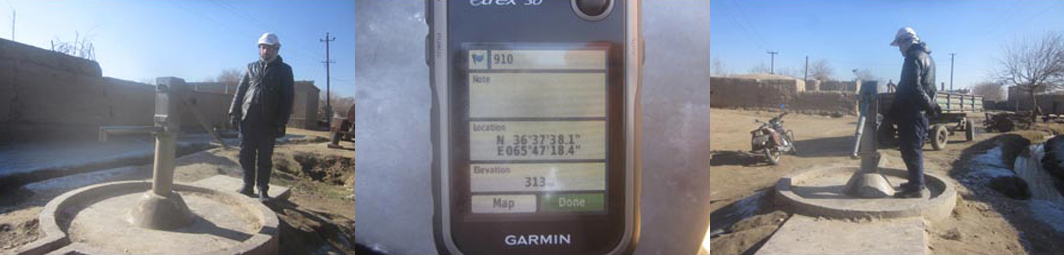 eTrex 30
910
Note
Location
N 36°37'38.1"
E065°47'18.4"
Elevation
313m
Map
Done
GARMIN